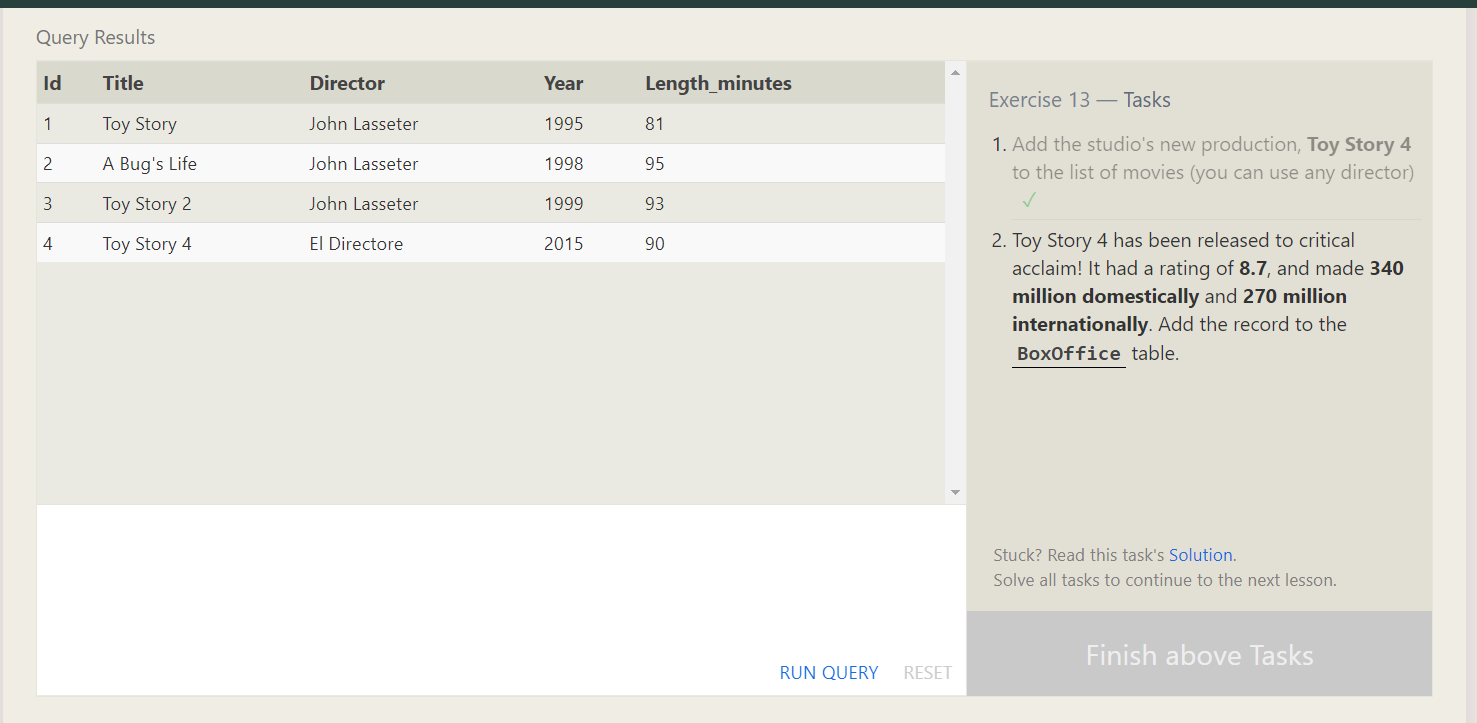 Query Results
Id Title Director Year Length_minutes
1 Toy Story John Lasseter 1995 81
2 A Bug's Life John Lasseter 1998 95
3 Toy Story 2 John Lasseter 1999 93
4 Toy Story 4 El Directore 2015 90
RUN QUERY RESET
Exercise 13 — Tasks
1. Add the studio's new production, Toy Story 4
to the list of movies (you can use any director)
✓
2. Toy Story 4 has been released to critical
acclaim! It had a rating of 8.7, and made 340
million domestically and 270 million
internationally. Add the record to the
BoxOffice table.
Stuck? Read this task's Solution.
Solve all tasks to continue to the next lesson.
Finish above Tasks